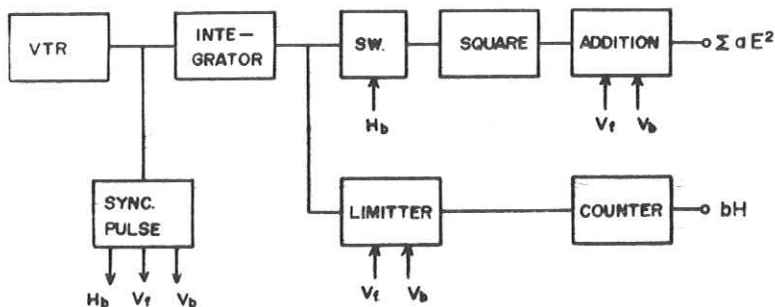 VTR
INTE-
GRATOR
SW.
SQUARE
ADDITION
Σ aE²
Hb
Vf Vb
SYNC.
PULSE
LIMITTER
COUNTER
bH
Hb Vf Vb
Vf Vb